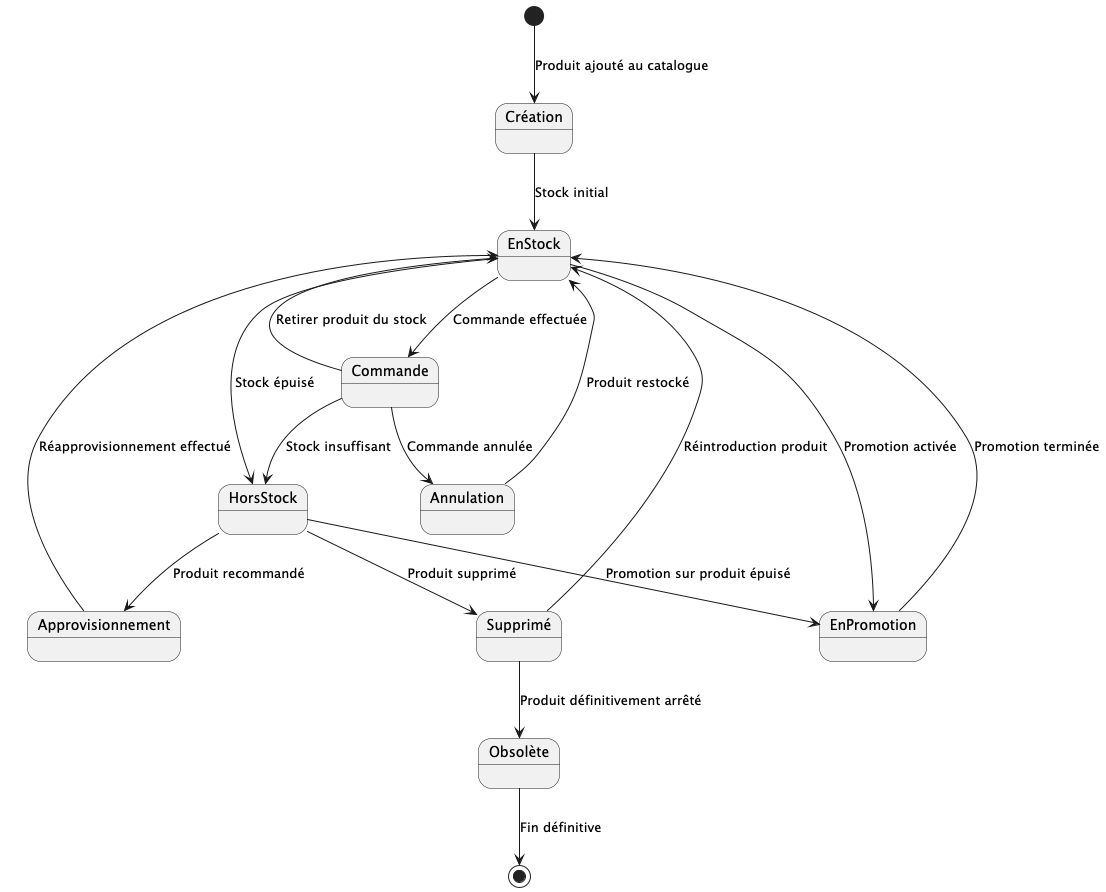 Produit ajouté au catalogue
Création
Stock initial
EnStock
Retirer produit du stock
Commande effectuée
Commande
Stock épuisé
Produit restocké
Réapprovisionnement effectué
Stock insuffisant
Commande annulée
Réintroduction produit
Promotion activée
Promotion terminée
HorsStock
Annulation
Produit recommandé
Produit supprimé
Promotion sur produit épuisé
Approvisionnement
Supprimé
EnPromotion
Produit définitivement arrêté
Obsolète
Fin définitive